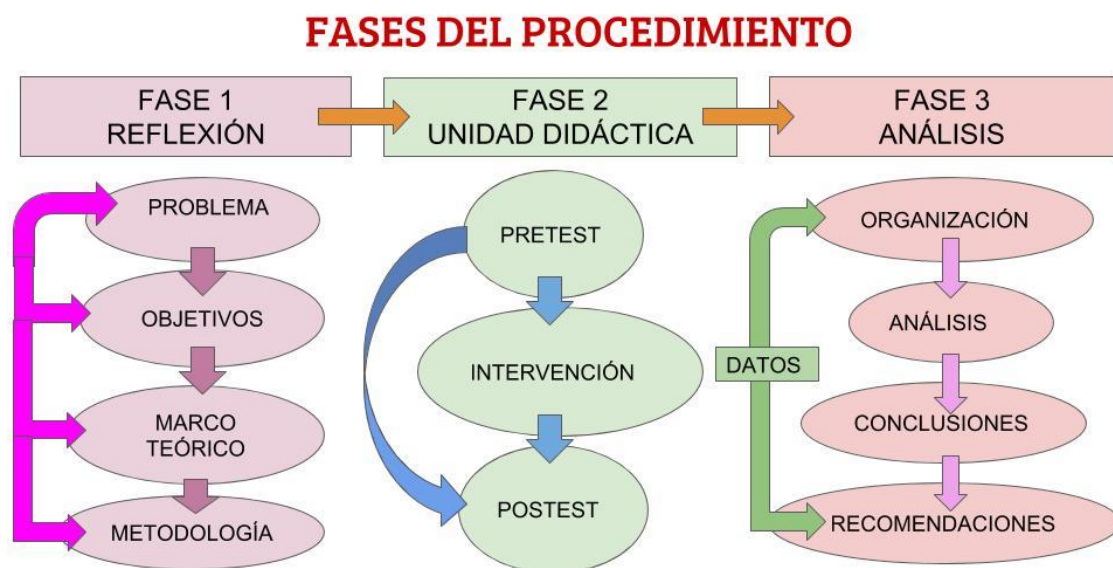 FASES DEL PROCEDIMIENTO
FASE 1
REFLEXIÓN
FASE 2
UNIDAD DIDÁCTICA
FASE 3
ANÁLISIS
PROBLEMA
OBJETIVOS
MARCO
TEÓRICO
METODOLOGÍA
PRETEST
INTERVENCIÓN
POSTEST
DATOS
ORGANIZACIÓN
ANÁLISIS
CONCLUSIONES
RECOMENDACIONES